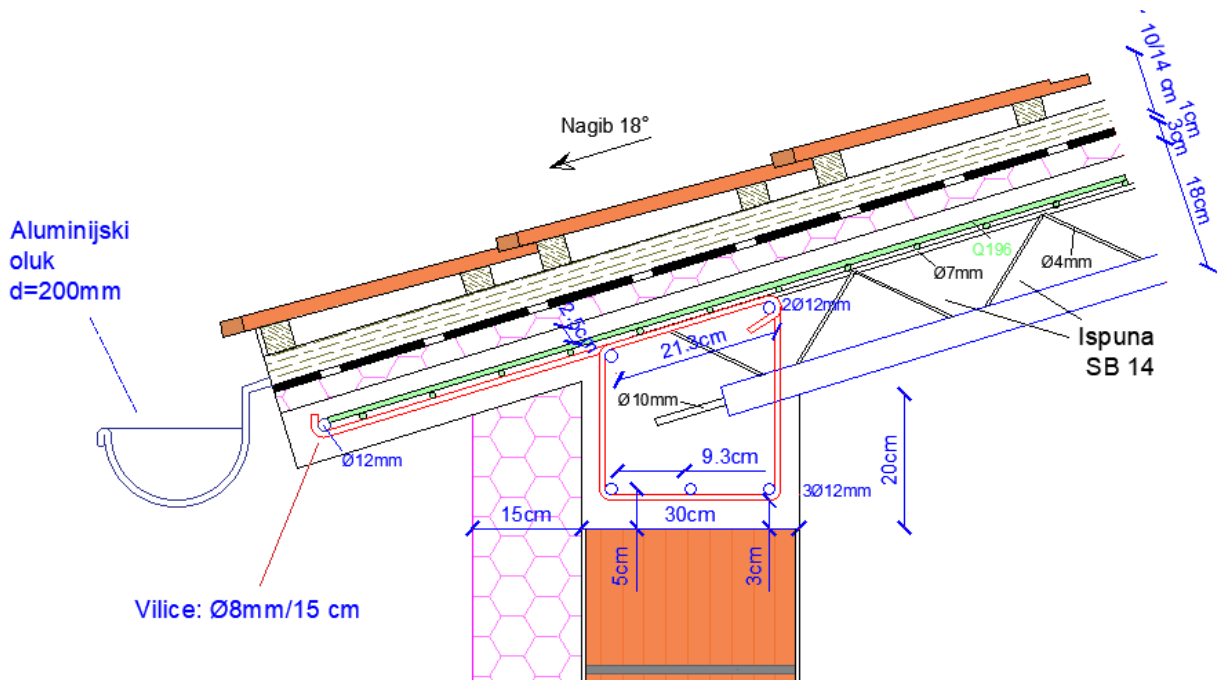 10/14 cm
1cm
3cm
18cm
Nagib 18°
Aluminijski
oluk
d=200mm
Q196
Ø7mm
Ø4mm
2Ø12mm
2.5cm
21.3cm
Ispuna
SB 14
Ø10mm
Ø12mm
9.3cm
3Ø12mm
20cm
15cm
30cm
5cm
3cm
Vilice: Ø8mm/15 cm